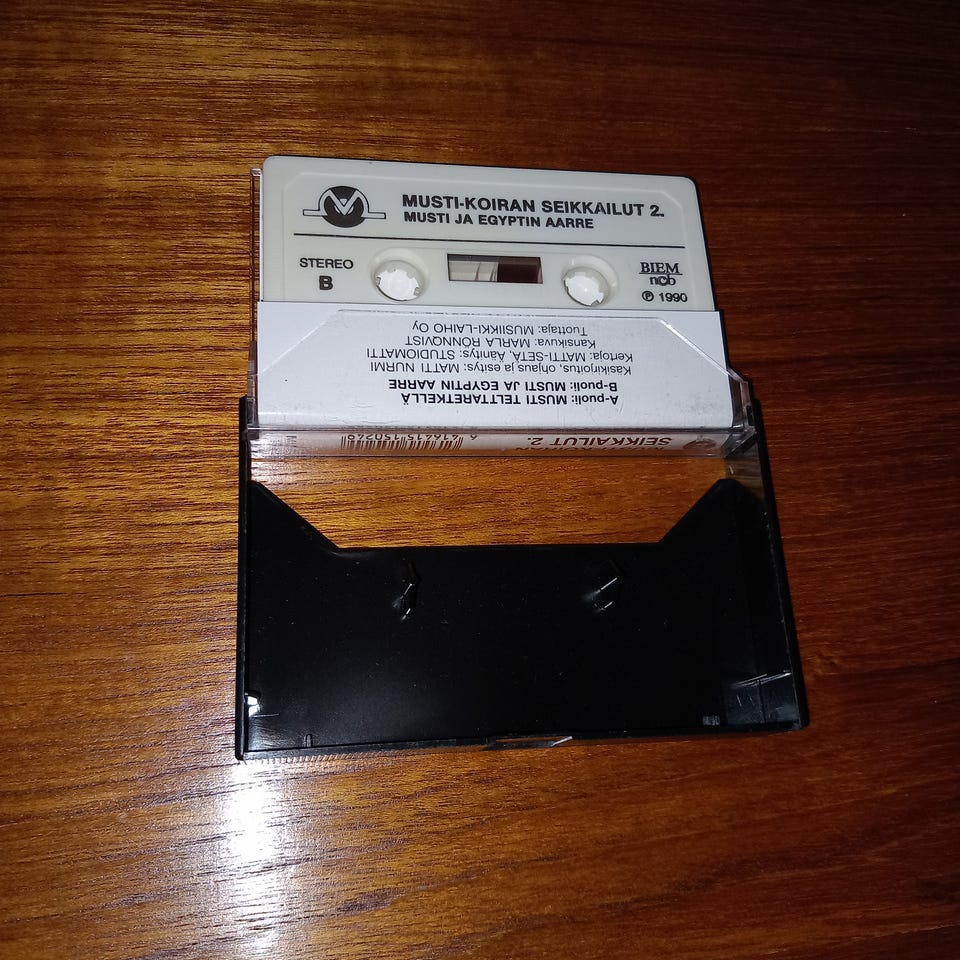 MUSTI-KOIRAN SEIKKAILUT 2.
MUSTI JA EGYPTIN AARRE
STEREO
B
BIEM
ncb
℗ 1990
A-puoli: MUSTI TELTTARETKELLÄ
B-puoli: MUSTI JA EGYPTIN AARRE
Käsikirjoitus, ohjaus ja esitys: MATTI NURMI
Kertoja: MATTI-SETÄ, Äänitys: STUDIOMATTI
Kansikuva: MARLA RÖNNQVIST
Tuottaja: MUSIIKKI-LAIHO Oy
SEIKKAILUT 2.